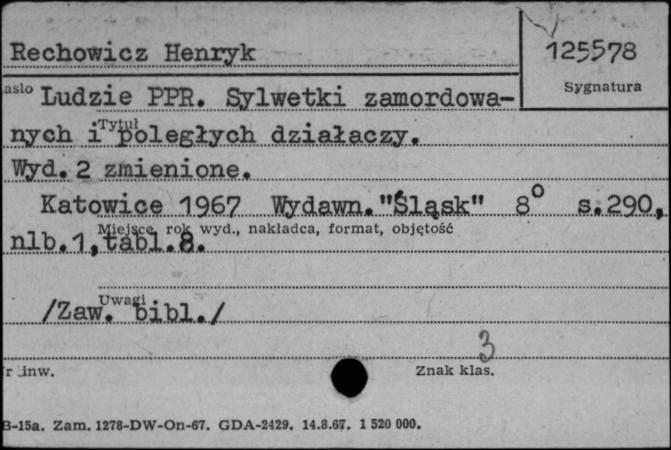 Rechowicz Henryk
125578
Sygnatura
asło Ludzie PPR. Sylwetki zamordowa-
Tytuł
nych i poległych działaczy.
Wyd. 2 zmienione.
Katowice 1967 Wydawn."Śląsk" 8° s.290,
Miejsce, rok wyd., nakładca, format, objętość
nlb.1,tabl.8.
Uwagi
/Zaw. bibl./
3
r inw.
Znak klas.
B-15a. Zam. 1278-DW-On-67. GDA-2429. 14.8.67. 1 520 000.